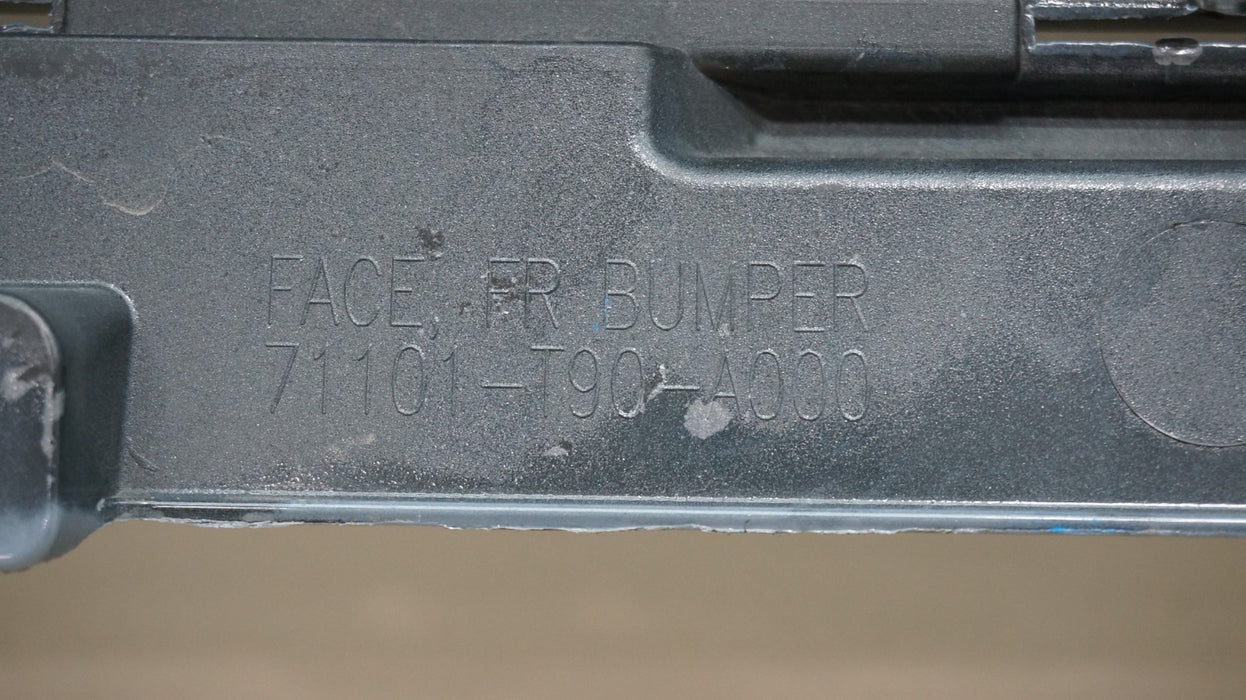 FACE, FR BUMPER
71101-T90-A000